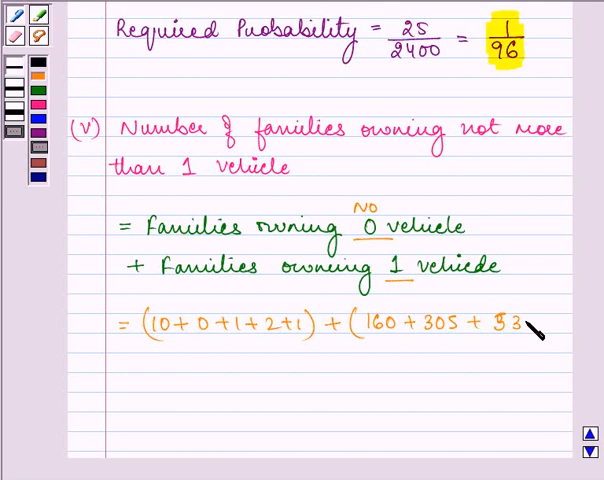 Required Probability = 25/2400 = 1/96
(V) Number of families owning not more
than 1 vehicle
NO
= Families owning 0 vehicle
+ Families owning 1 vehicle
= (10 + 0 + 1 + 2 + 1) + (160 + 305 + 53